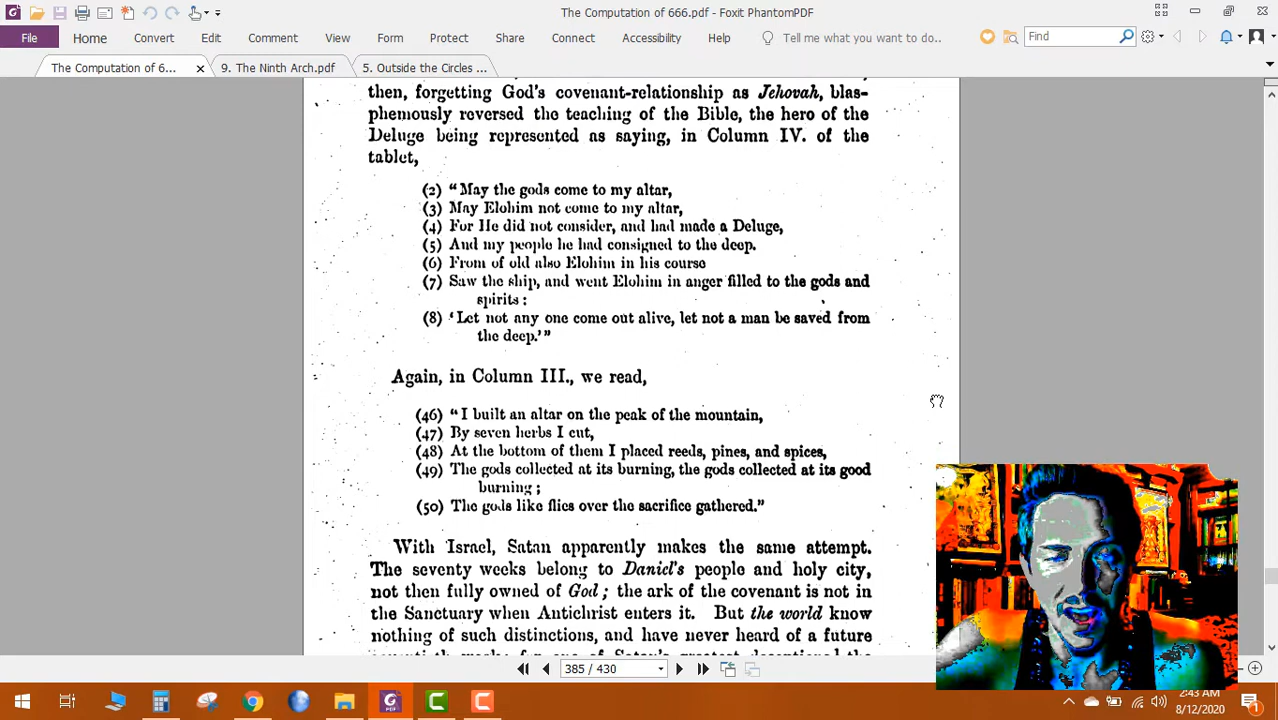 The Computation of 666.pdf - Foxit PhantomPDF
File Home Convert Edit Comment View Form Protect Share Connect Accessibility Help Tell me what you want to do.. Find
The Computation of 6... 9. The Ninth Arch.pdf 5. Outside the Circles ...
then, forgetting God's covenant-relationship as Jehovah, blas-
phemously reversed the teaching of the Bible, the hero of the
Deluge being represented as saying, in Column IV. of the
tablet,
(2) "May the gods come to my altar,
(3) May Elohim not come to my altar,
(4) For He did not consider, and had made a Deluge,
(5) And my people he had consigned to the deep.
(6) From of old also Elohim in his course
(7) Saw the ship, and went Elohim in anger filled to the gods and
spirits :
(8) 'Let not any one come out alive, let not a man be saved from
the deep.'"
Again, in Column III., we read,
(46) "I built an altar on the peak of the mountain,
(47) By seven herbs I cut,
(48) At the bottom of them I placed reeds, pines, and spices,
(49) The gods collected at its burning, the gods collected at its good
burning ;
(50) The gods like flies over the sacrifice gathered."
With Israel, Satan apparently makes the same attempt.
The seventy weeks belong to Daniel's people and holy city,
not then fully owned of God; the ark of the covenant is not in
the Sanctuary when Antichrist enters it. But the world know
nothing of such distinctions, and have never heard of a future
385 / 430
2:43 AM
8/12/2020